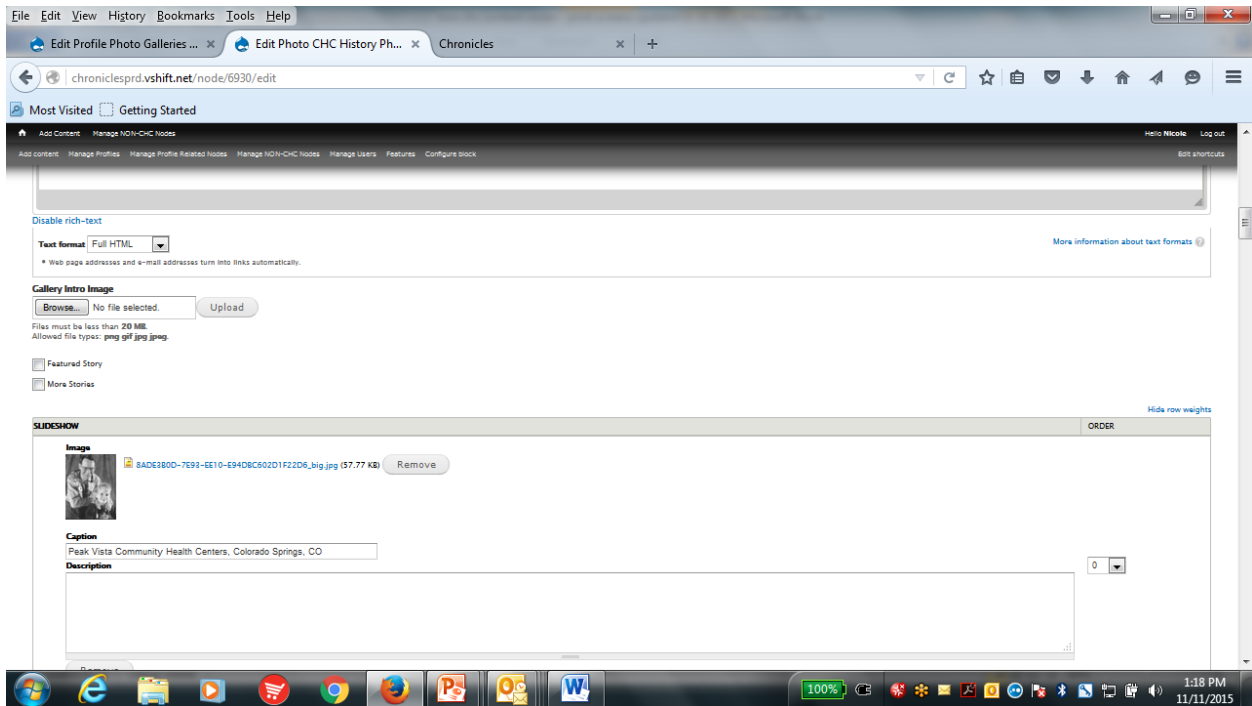 File Edit View History Bookmarks Tools Help
Edit Profile Photo Galleries ... × Edit Photo CHC History Ph... × Chronicles × +
chroniclesprd.vshift.net/node/6930/edit
Most Visited Getting Started
Add Content Manage NON-CHC Nodes Hello Nicole Log out
Add content Manage Profiles Manage Profile Related Nodes Manage NON-CHC Nodes Manage Users Features Configure block Edit shortcuts
Disable rich-text
Text format Full HTML More information about text formats
Web page addresses and e-mail addresses turn into links automatically.
Gallery Intro Image
Browse... No file selected. Upload
Files must be less than 20 MB.
Allowed file types: png gif jpg jpeg.
Featured Story
More Stories
Hide row weights
SLIDESHOW ORDER
Image
8ADE3B0D-7E93-EE10-E94DBC602D1F22D6_big.jpg (57.77 KB) Remove
Caption
Peak Vista Community Health Centers, Colorado Springs, CO
Description
0
100%
1:18 PM
11/11/2015